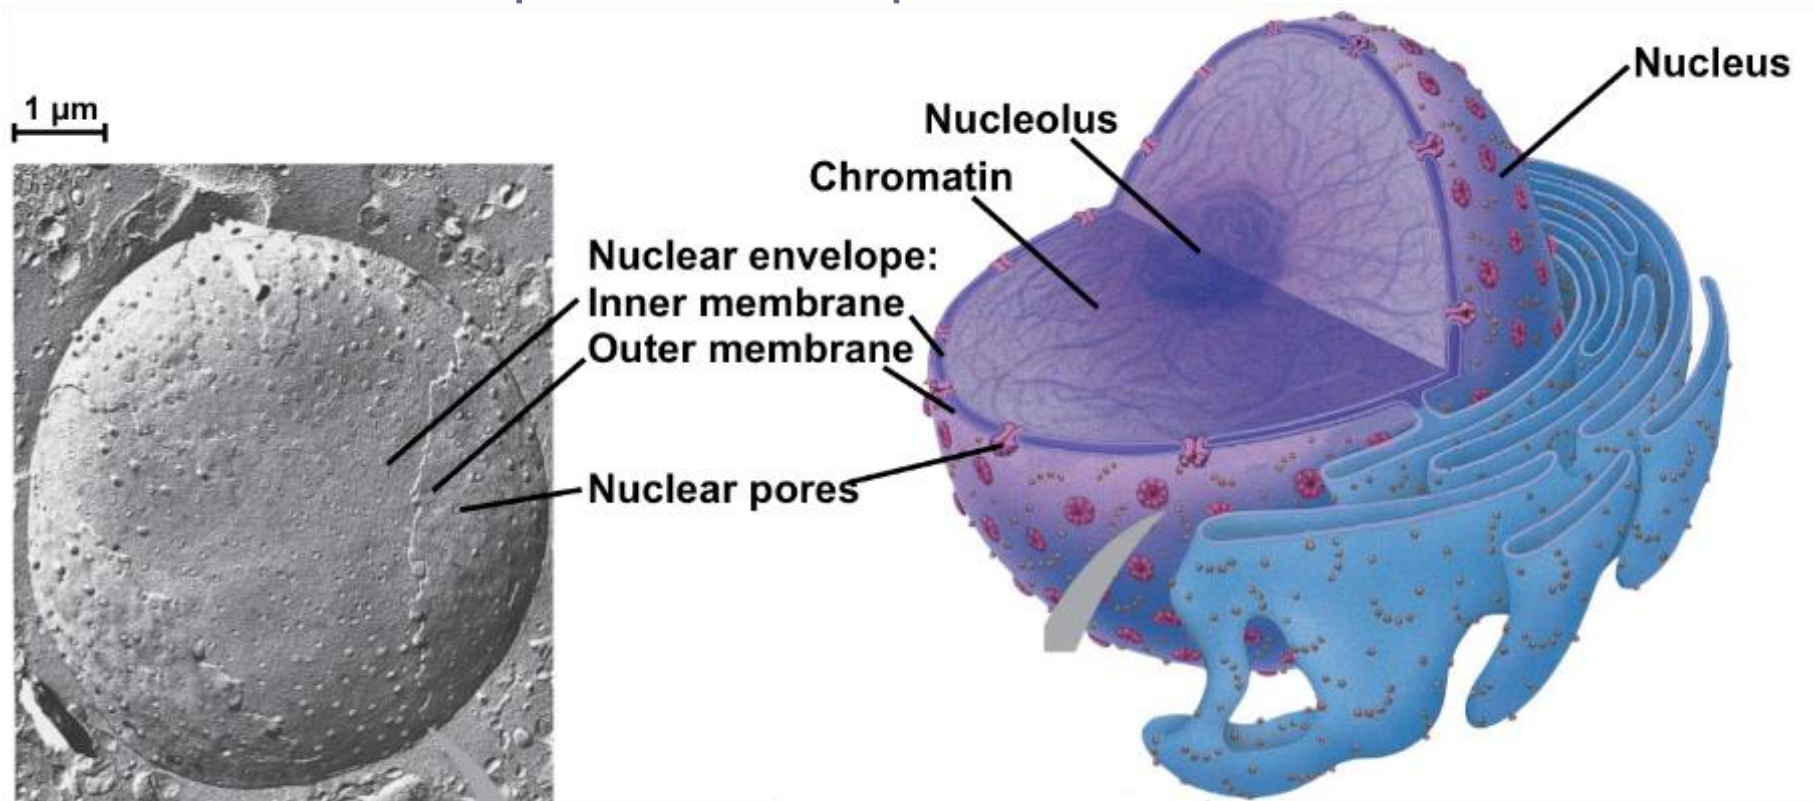 1 µm
Nucleolus
Chromatin
Nuclear envelope:
Inner membrane
Outer membrane
Nuclear pores
Nucleus